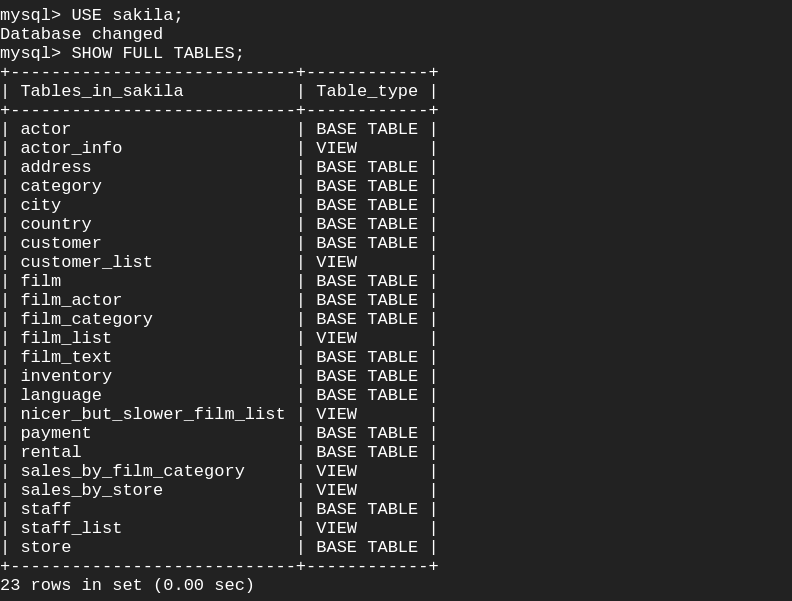 mysql> USE sakila;
Database changed
mysql> SHOW FULL TABLES;
+----------------------------+------------+
| Tables_in_sakila           | Table_type |
+----------------------------+------------+
| actor                      | BASE TABLE |
| actor_info                 | VIEW       |
| address                    | BASE TABLE |
| category                   | BASE TABLE |
| city                       | BASE TABLE |
| country                    | BASE TABLE |
| customer                   | BASE TABLE |
| customer_list              | VIEW       |
| film                       | BASE TABLE |
| film_actor                 | BASE TABLE |
| film_category              | BASE TABLE |
| film_list                  | VIEW       |
| film_text                  | BASE TABLE |
| inventory                  | BASE TABLE |
| language                   | BASE TABLE |
| nicer_but_slower_film_list | VIEW       |
| payment                    | BASE TABLE |
| rental                     | BASE TABLE |
| sales_by_film_category     | VIEW       |
| sales_by_store             | VIEW       |
| staff                      | BASE TABLE |
| staff_list                 | VIEW       |
| store                      | BASE TABLE |
+----------------------------+------------+
23 rows in set (0.00 sec)